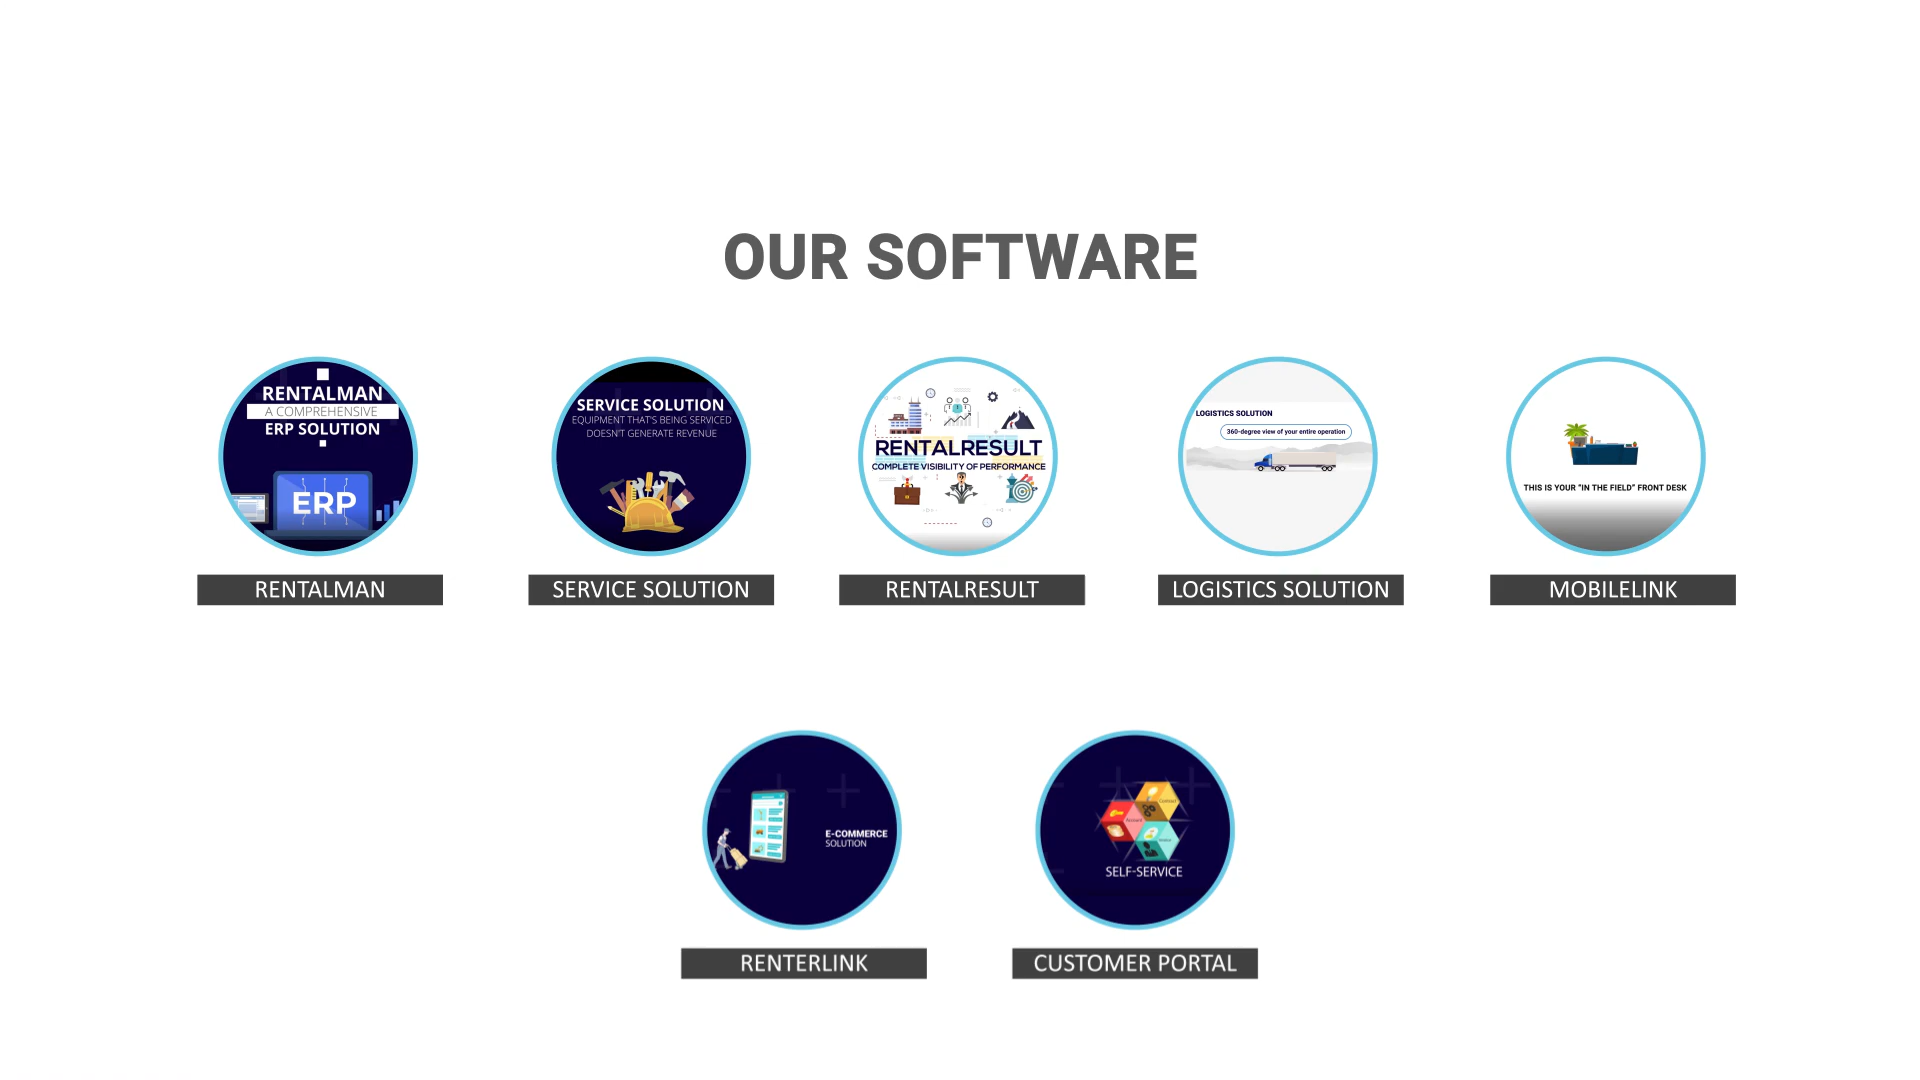 OUR SOFTWARE
RENTALMAN
A COMPREHENSIVE
ERP SOLUTION
ERP
SERVICE SOLUTION
EQUIPMENT THAT'S BEING SERVICED
DOESN'T GENERATE REVENUE
RENTALRESULT
COMPLETE VISIBILITY OF PERFORMANCE
LOGISTICS SOLUTION
360-degree view of your entire operation
THIS IS YOUR "IN THE FIELD" FRONT DESK
RENTALMAN
SERVICE SOLUTION
RENTALRESULT
LOGISTICS SOLUTION
MOBILELINK
E-COMMERCE
SOLUTION
Contact
Account
SELF-SERVICE
RENTERLINK
CUSTOMER PORTAL